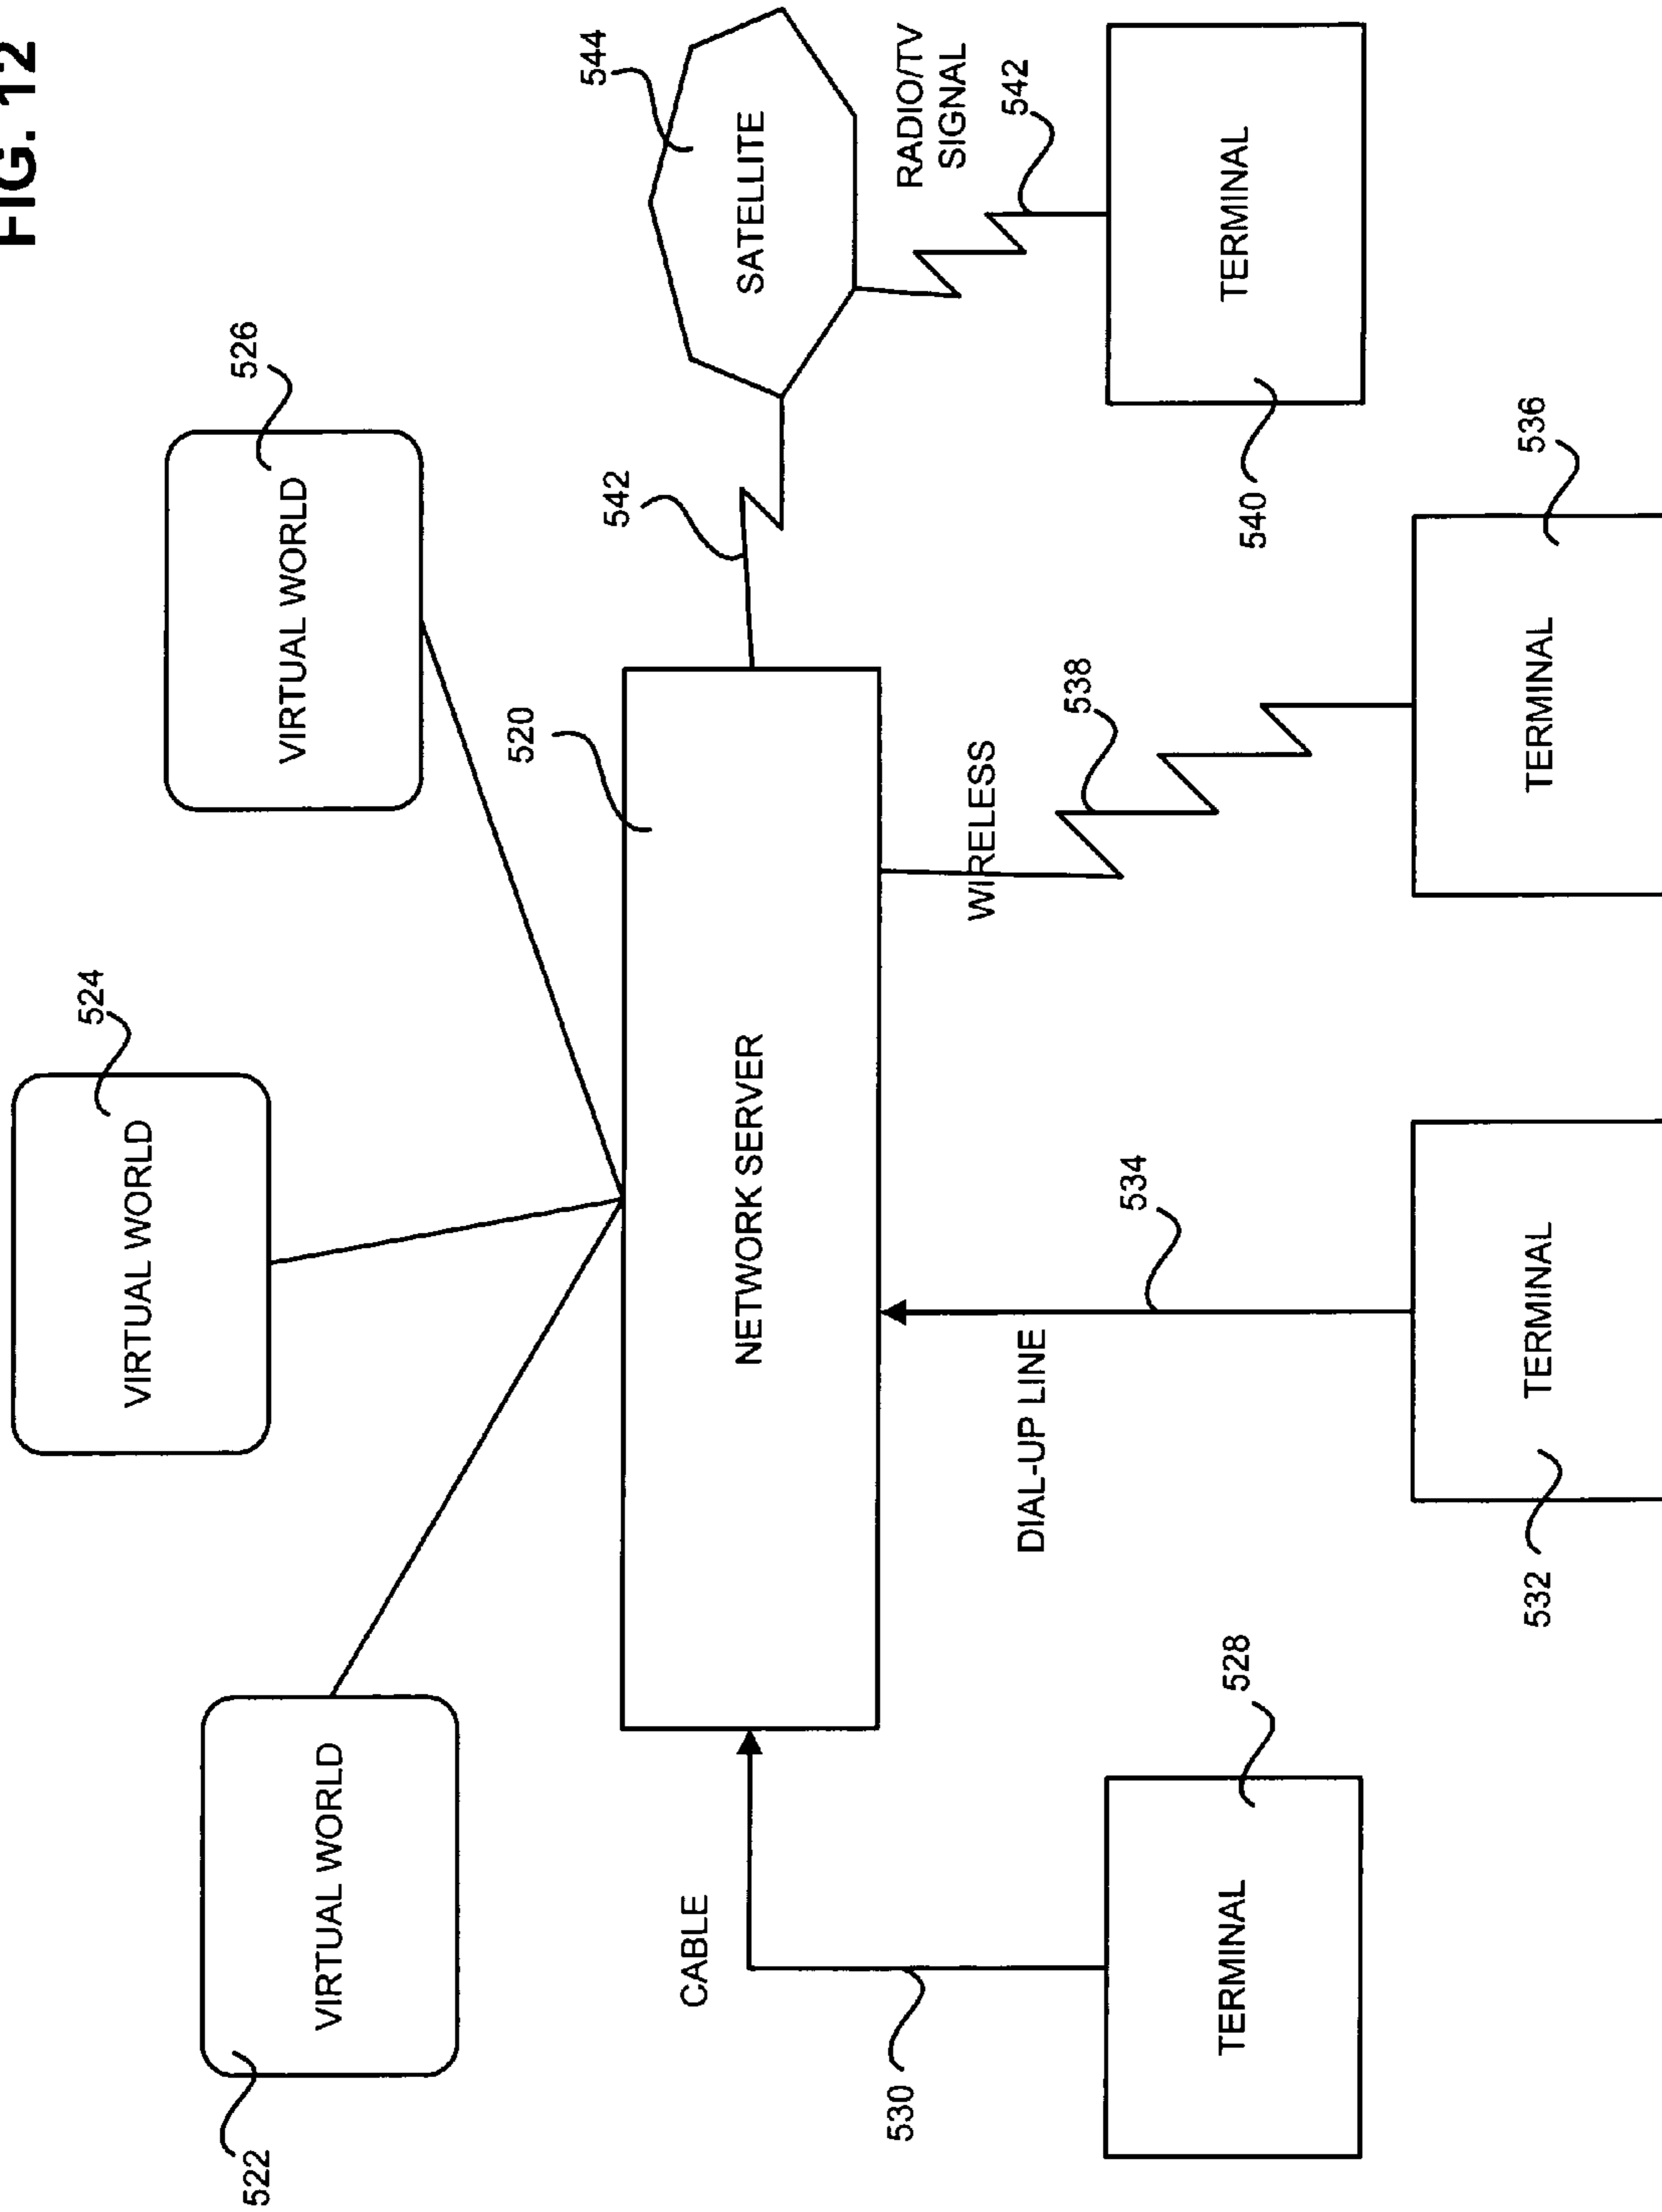 FIG. 12
524
VIRTUAL WORLD
526
VIRTUAL WORLD
522
VIRTUAL WORLD
520
NETWORK SERVER
542
544
SATELLITE
CABLE
530
TERMINAL
528
DIAL-UP LINE
534
532
TERMINAL
WIRELESS
538
TERMINAL
536
RADIO/TV
SIGNAL
542
540
TERMINAL